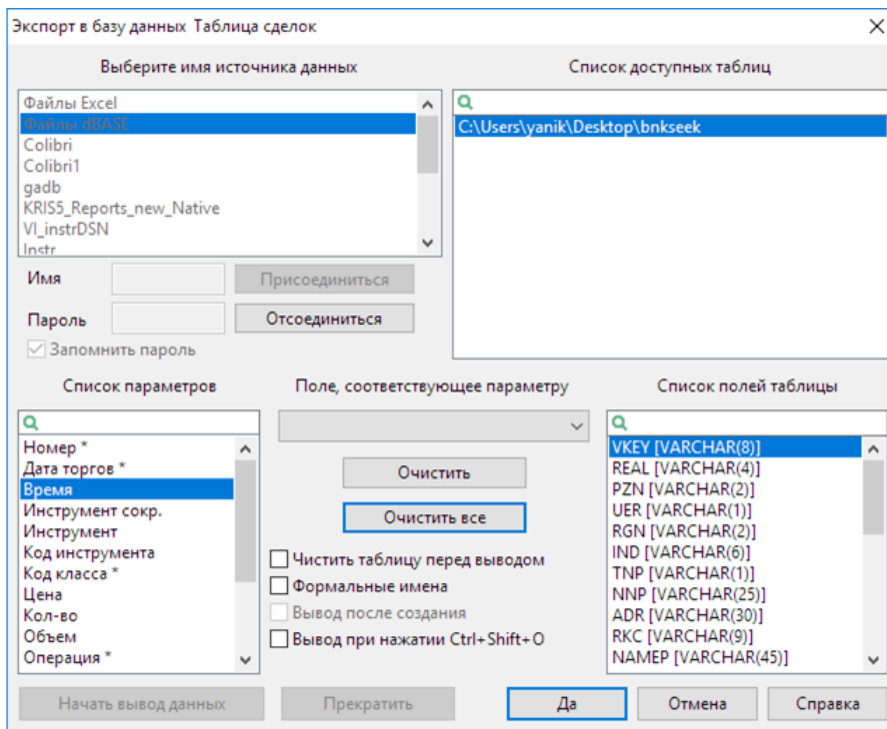 Экспорт в базу данных Таблица сделок
Выберите имя источника данных
Файлы Excel
Файлы dBASE
Colibri
Colibri1
gadb
KRIS5_Reports_new_Native
VI_instrDSN
Instr
Имя
Присоединиться
Пароль
Отсоединиться
Запомнить пароль
Список доступных таблиц
C:\Users\yanik\Desktop\bnkseek
Список параметров
Номер *
Дата торгов *
Время
Инструмент сокр.
Инструмент
Код инструмента
Код класса *
Цена
Кол-во
Объем
Операция *
Поле, соответствующее параметру
Очистить
Очистить все
Чистить таблицу перед выводом
Формальные имена
Вывод после создания
Вывод при нажатии Ctrl+Shift+O
Список полей таблицы
VKEY [VARCHAR(8)]
REAL [VARCHAR(4)]
PZN [VARCHAR(2)]
UER [VARCHAR(1)]
RGN [VARCHAR(2)]
IND [VARCHAR(6)]
TNP [VARCHAR(1)]
NNP [VARCHAR(25)]
ADR [VARCHAR(30)]
RKC [VARCHAR(9)]
NAMEP [VARCHAR(45)]
Начать вывод данных
Прекратить
Да
Отмена
Справка